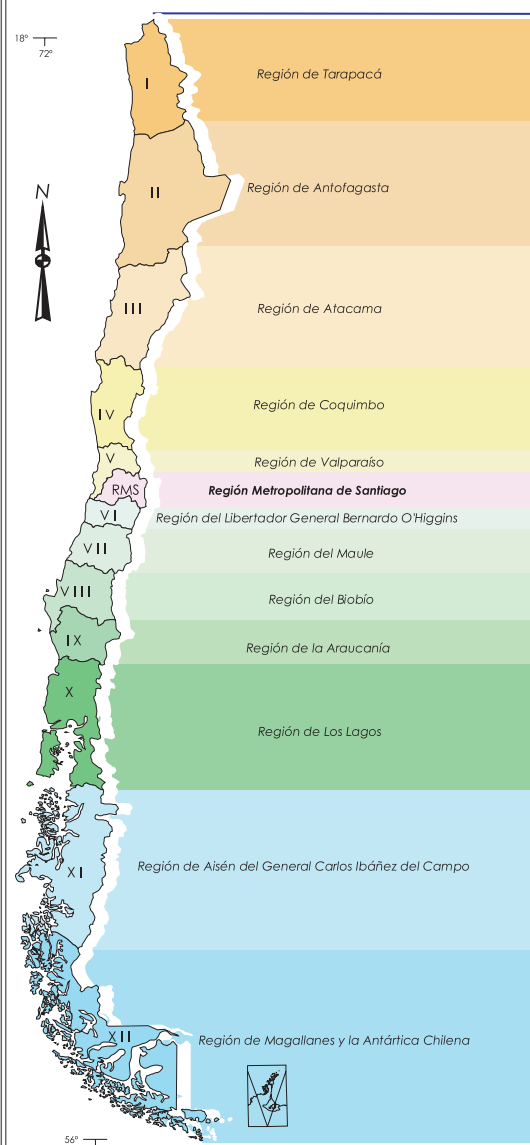 18°
72°
I
Región de Tarapacá
N
II
Región de Antofagasta
III
Región de Atacama
IV
Región de Coquimbo
V
Región de Valparaíso
RMS
Región Metropolitana de Santiago
VI
Región del Libertador General Bernardo O'Higgins
VII
Región del Maule
VIII
Región del Biobío
IX
Región de la Araucanía
X
Región de Los Lagos
XI
Región de Aisén del General Carlos Ibáñez del Campo
XII
Región de Magallanes y la Antártica Chilena
56°